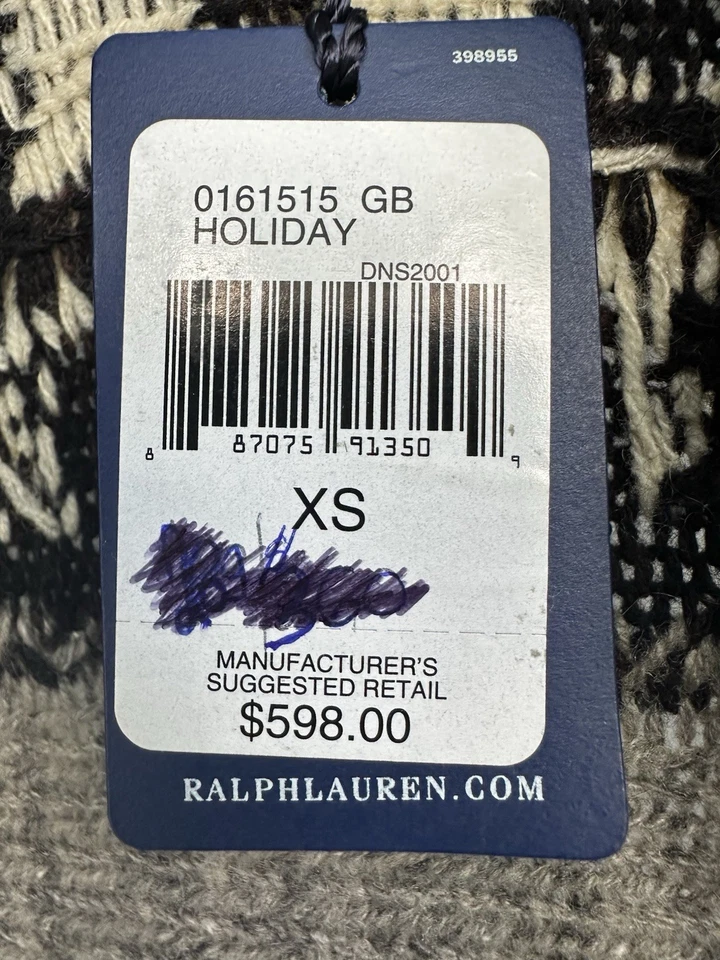 398955
0161515 GB
HOLIDAY
DNS2001
8 87075 91350 9
XS
MANUFACTURER'S
SUGGESTED RETAIL
$598.00
RALPHLAUREN.COM